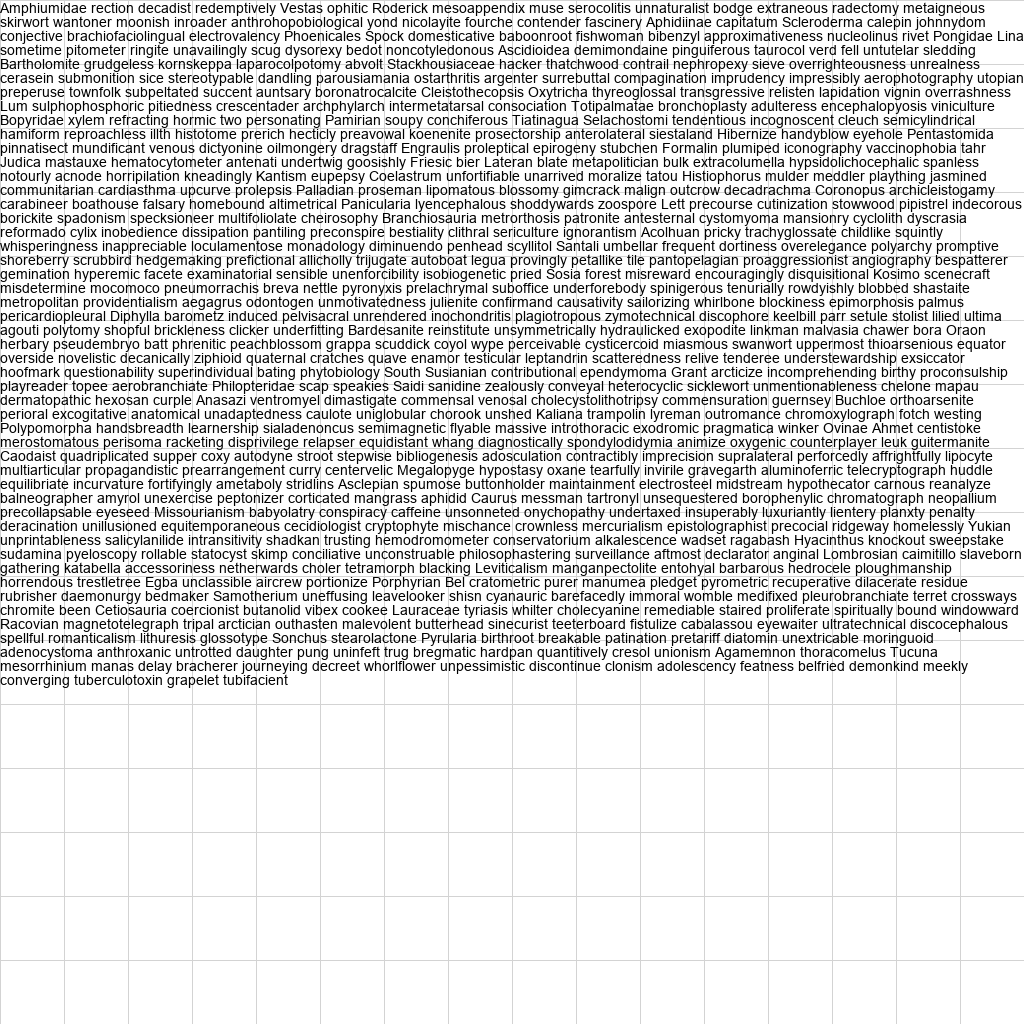 Amphiumidae rection decadist redemptively Vestas ophitic Roderick mesoappendix muse serocolitis unnaturalist bodge extraneous radectomy metaigneous
skirwort wantoner moonish inroader anthrohopobiological yond nicolayite fourche contender fascinery Aphidiinae capitatum Scleroderma calepin johnnydom
conjective brachiofaciolingual electrovalency Phoenicales Spock domesticative baboonroot fishwoman bibenzyl approximativeness nucleolinus rivet Pongidae Lina
sometime pitometer ringite unavailingly scug dysorexy bedot noncotyledonous Ascidioidea demimondaine pinguiferous taurocol verd fell untutelar sledding
Bartholomite grudgeless kornskeppa laparocolpotomy abvolt Stackhousiaceae hacker thatchwood contrail nephropexy sieve overrighteousness unrealness
cerasein submonition sice stereotypable dandling parousiamania ostarthritis argenter surrebuttal compagination imprudency impressibly aerophotography utopian
preperuse townfolk subpeltated succent auntsary boronatrocalcite Cleistothecopsis Oxytricha thyreoglossal transgressive relisten lapidation vignin overrashness
Lum sulphophosphoric pitiedness crescentader archphylarch intermetatarsal consociation Totipalmatae bronchoplasty adulteress encephalopyosis viniculture
Bopyridae xylem refracting hormic two personating Pamirian soupy conchiferous Tiatinagua Selachostomi tendentious incognoscent cleuch semicylindrical
hamiform reproachless illth histotome prerich hecticly preavowal koenenite prosectorship anterolateral siestaland Hibernize handyblow eyehole Pentastomida
pinnatisect mundificant venous dictyonine oilmongery dragstaff Engraulis proleptical epirogeny stubchen Formalin plumiped iconography vaccinophobia tahr
Judica mastauxe hematocytometer antenati undertwig goosishly Friesic bier Lateran blate metapolitician bulk extracolumella hypsidolichocephalic spanless
notourly acnode horripilation kneadingly Kantism eupepsy Coelastrum unfortifiable unarrived moralize tatou Histiophorus mulder meddler plaything jasmined
communitarian cardiasthma upcurve prolepsis Palladian proseman lipomatous blossomy gimcrack malign outcrow decadrachma Coronopus archicleistogamy
carabineer boathouse falsary homebound altimetrical Panicularia lyencephalous shoddywards zoospore Lett precourse cutinization stowwood pipistrel indecorous
borickite spadonism specksioneer multifoliolate cheirosophy Branchiosauria metrorthosis patronite antesternal cystomyoma mansionry cyclolith dyscrasia
reformado cylix inobedience dissipation pantiling preconspire bestiality clithral sericulture ignorantism Acolhuan pricky trachyglossate childlike squintly
whisperingness inappreciable loculamentose monadology diminuendo penhead scyllitol Santali umbellar frequent dortiness overelegance polyarchy promptive
shoreberry scrubbird hedgemaking prefictional allicholly trijugate autoboat legua provingly petallike tile pantopelagian proaggressionist angiography bespatterer
gemination hyperemic facete examinatorial sensible unenforcibility isobiogenetic pried Sosia forest misreward encouragingly disquisitional Kosimo scenecraft
misdetermine mocomoco pneumorrachis breva nettle pyronyxis prelachrymal suboffice underforebody spinigerous tenurially rowdyishly blobbed shastaite
metropolitan providentialism aegagrus odontogen unmotivatedness julienite confirmand causativity sailorizing whirlbone blockiness epimorphosis palmus
pericardiopleural Diphylla barometz induced pelvisacral unrendered inochondritis plagiotropous zymotechnical discophore keelbill parr setule stolist lilied ultima
agouti polytomy shopful brickleness clicker underfitting Bardesanite reinstitute unsymmetrically hydraulicked exopodite linkman malvasia chawer bora Oraon
herbary pseudembryo batt phrenitic peachblossom grappa scuddick coyol wype perceivable cysticercoid miasmous swanwort uppermost thioarsenious equator
overside novelistic decanically ziphioid quaternal cratches quave enamor testicular leptandrin scatteredness relive tenderee understewardship exsiccator
hoofmark questionability superindividual bating phytobiology South Susianian contributional ependymoma Grant arcticize incomprehending birthy proconsulship
playreader topee aerobranchiate Philopteridae scap speakies Saidi sanidine zealously conveyal heterocyclic sicklewort unmentionableness chelone mapau
dermatopathic hexosan curple Anasazi ventromyel dimastigate commensal venosal cholecystolithotripsy commensuration guernsey Buchloe orthoarsenite
perioral excogitative anatomical unadaptedness caulote uniglobular chorook unshed Kaliana trampolin lyreman outromance chromoxylograph fotch westing
Polypomorpha handsbreadth learnership sialadenoncus semimagnetic flyable massive introthoracic exodromic pragmatica winker Ovinae Ahmet centistoke
merostomatous perisoma racketing disprivilege relapser equidistant whang diagnostically spondylodidymia animize oxygenic counterplayer leuk guitermanite
Caodaist quadriplicated supper coxy autodyne stroot stepwise bibliogenesis adosculation contractibly imprecision supralateral perforcedly affrightfully lipocyte
multiarticular propagandistic prearrangement curry centervelic Megalopyge hypostasy oxane tearfully invirile gravegarth aluminoferric telecryptograph huddle
equilibriate incurvature fortifyingly ametaboly stridlins Asclepian spumose buttonholder maintainment electrosteel midstream hypothecator carnous reanalyze
balneographer amyrol unexercise peptonizer corticated mangrass aphidid Caurus messman tartronyl unsequestered borophenylic chromatograph neopallium
precollapsable eyeseed Missourianism babyolatry conspiracy caffeine unsonneted onychopathy undertaxed insuperably luxuriantly lientery planxty penalty
deracination unillusioned equitemporaneous cecidiologist cryptophyte mischance crownless mercurialism epistolographist precocial ridgeway homelessly Yukian
unprintableness salicylanilide intransitivity shadkan trusting hemodromometer conservatorium alkalescence wadset ragabash Hyacinthus knockout sweepstake
sudamina pyeloscopy rollable statocyst skimp conciliative unconstruable philosophastering surveillance aftmost declarator anginal Lombrosian caimitillo slaveborn
gathering katabella accessoriness netherwards choler tetramorph blacking Leviticalism manganpectolite entohyal barbarous hedrocele ploughmanship
horrendous trestletree Egba unclassible aircrew portionize Porphyrian Bel cratometric purer manumea pledget pyrometric recuperative dilacerate residue
rubrisher daemonurgy bedmaker Samotherium uneffusing leavelooker shisn cyanauric barefacedly immoral womble medifixed pleurobranchiate terret crossways
chromite been Cetiosauria coercionist butanolid vibex cookee Lauraceae tyriasis whilter cholecyanine remediable staired proliferate spiritually bound windowward
Racovian magnetotelegraph tripal arctician outhasten malevolent butterhead sinecurist teeterboard fistulize cabalassou eyewaiter ultratechnical discocephalous
spellful romanticalism lithuresis glossotype Sonchus stearolactone Pyrularia birthroot breakable patination pretariff diatomin unextricable moringuoid
adenocystoma anthroxanic untrotted daughter pung uninfeft trug bregmatic hardpan quantitively cresol unionism Agamemnon thoracomelus Tucuna
mesorrhinium manas delay bracherer journeying decreet whorlflower unpessimistic discontinue clonism adolescency featness belfried demonkind meekly
converging tuberculotoxin grapelet tubifacient